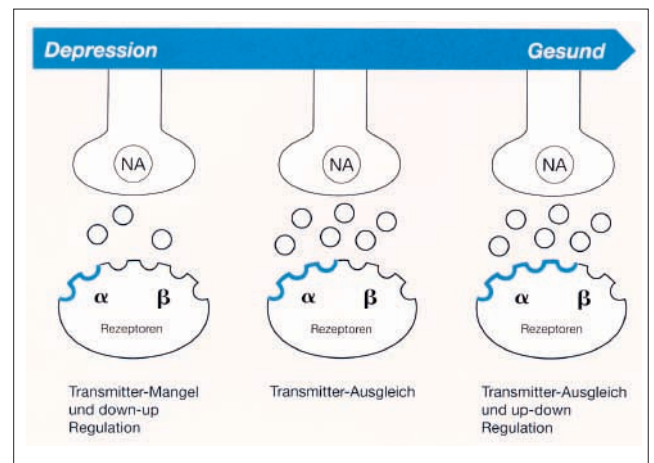 Depression
Gesund
NA
NA
NA
α β
Rezeptoren
α β
Rezeptoren
α β
Rezeptoren
Transmitter-Mangel
und down-up
Regulation
Transmitter-Ausgleich
Transmitter-Ausgleich
und up-down
Regulation